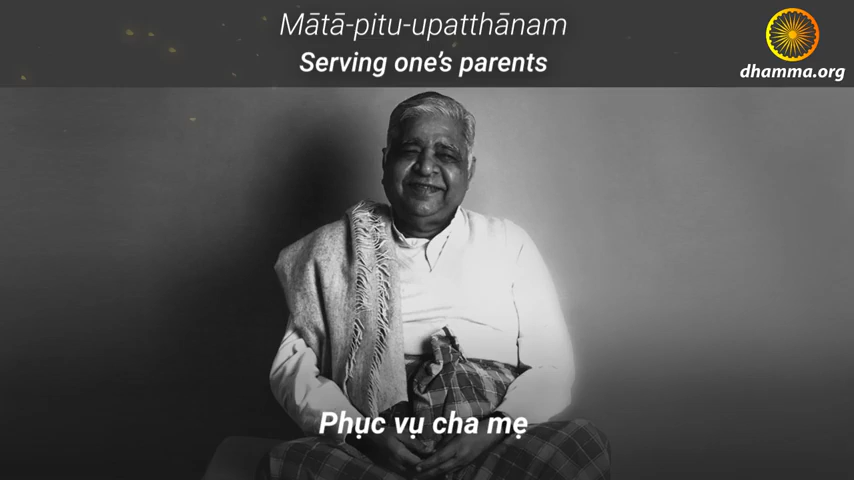 Mātā-pitu-upatthānam
Serving one's parents
dhamma.org
Phục vụ cha mẹ